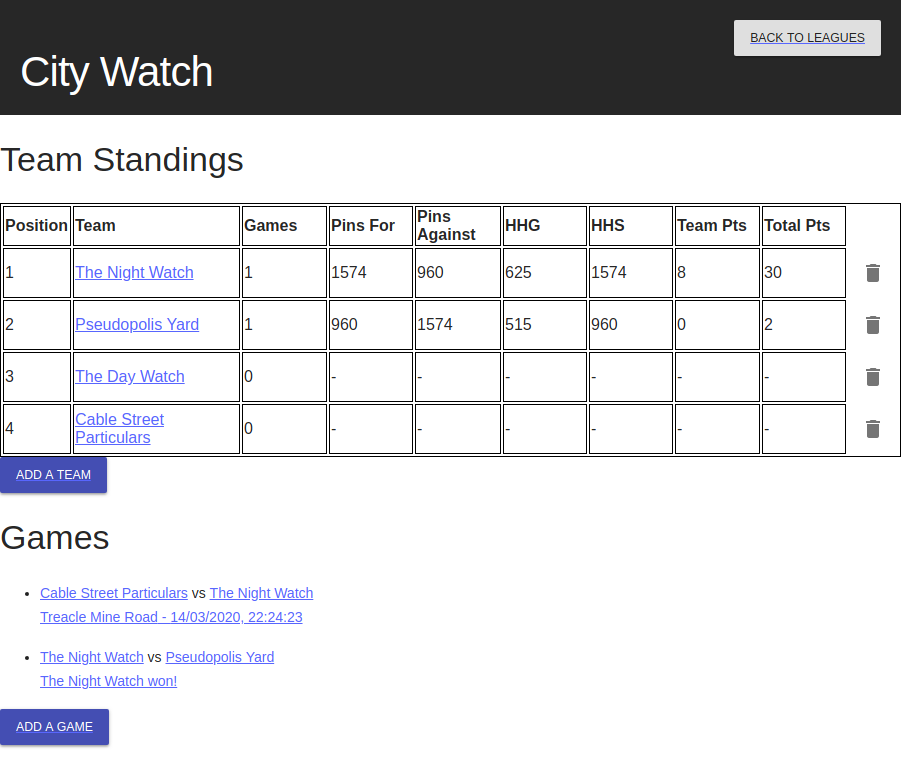 BACK TO LEAGUES
City Watch
Team Standings
Position Team Games Pins For Pins Against HHG HHS Team Pts Total Pts
1 The Night Watch 1 1574 960 625 1574 8 30
2 Pseudopolis Yard 1 960 1574 515 960 0 2
3 The Day Watch 0 - - - - - -
4 Cable Street Particulars 0 - - - - - -
ADD A TEAM
Games
• Cable Street Particulars vs The Night Watch
Treacle Mine Road - 14/03/2020, 22:24:23
• The Night Watch vs Pseudopolis Yard
The Night Watch won!
ADD A GAME